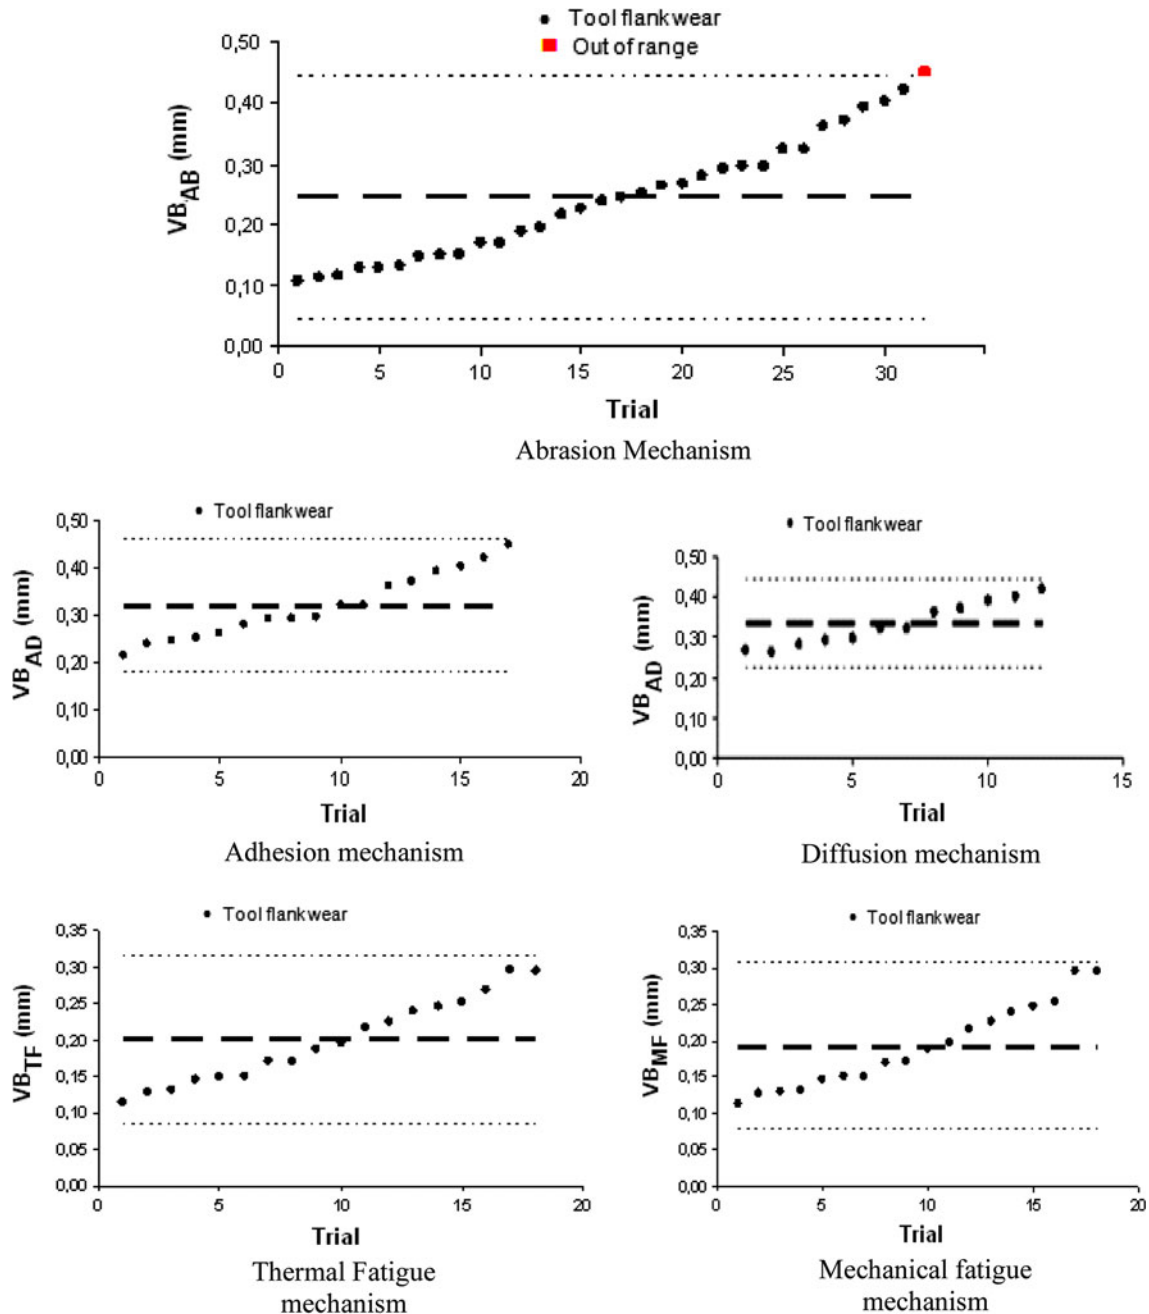 Tool flankwear
Out of range
0,50
0,40
0,30
0,20
0,10
0,00
VB_AB (mm)
0 5 10 15 20 25 30
Trial
Abrasion Mechanism
Tool flankwear
0,50
0,40
0,30
0,20
0,10
0,00
VB_AD (mm)
0 5 10 15 20
Trial
Adhesion mechanism
Tool flankwear
0,50
0,40
0,30
0,20
0,10
0,00
VB_AD (mm)
0 5 10 15
Trial
Diffusion mechanism
Tool flankwear
0,35
0,30
0,25
0,20
0,15
0,10
0,05
0,00
VB_TF (mm)
0 5 10 15 20
Trial
Thermal Fatigue
mechanism
Tool flankwear
0,35
0,30
0,25
0,20
0,15
0,10
0,05
0,00
VB_MF (mm)
0 5 10 15 20
Trial
Mechanical fatigue
mechanism